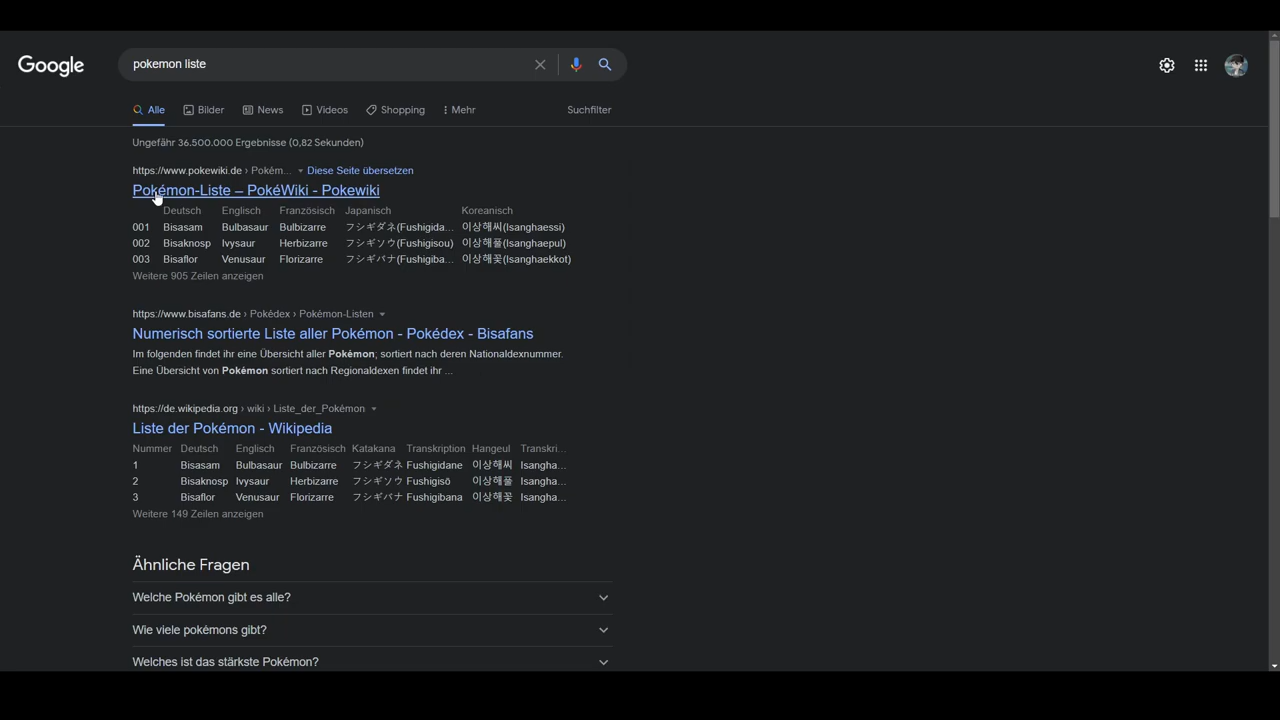 Google
pokemon liste
Alle Bilder News Videos Shopping Mehr Suchfilter
Ungefähr 36.500.000 Ergebnisse (0,82 Sekunden)
https://www.pokewiki.de › Pokém... Diese Seite übersetzen
Pokémon-Liste – PokéWiki - Pokewiki
Deutsch Englisch Französisch Japanisch Koreanisch
001 Bisasam Bulbasaur Bulbizarre フシギダネ(Fushigida... 이상해씨(Isanghaessi)
002 Bisaknosp Ivysaur Herbizarre フシギソウ(Fushigisou) 이상해풀(Isanghaepul)
003 Bisaflor Venusaur Florizarre フシギバナ(Fushigiba... 이상해꽃(Isanghaekkot)
Weitere 905 Zeilen anzeigen
https://www.bisafans.de › Pokédex › Pokémon-Listen
Numerisch sortierte Liste aller Pokémon - Pokédex - Bisafans
Im folgenden findet ihr eine Übersicht aller Pokémon, sortiert nach deren Nationaldexnummer.
Eine Übersicht von Pokémon sortiert nach Regionaldexen findet ihr ...
https://de.wikipedia.org › wiki › Liste_der_Pokémon
Liste der Pokémon - Wikipedia
Nummer Deutsch Englisch Französisch Katakana Transkription Hangeul Transkri...
1 Bisasam Bulbasaur Bulbizarre フシギダネ Fushigidane 이상해씨 Isangha...
2 Bisaknosp Ivysaur Herbizarre フシギソウ Fushigisō 이상해풀 Isangha...
3 Bisaflor Venusaur Florizarre フシギバナ Fushigibana 이상해꽃 Isangha...
Weitere 149 Zeilen anzeigen
Ähnliche Fragen
Welche Pokémon gibt es alle?
Wie viele pokémons gibt?
Welches ist das stärkste Pokémon?